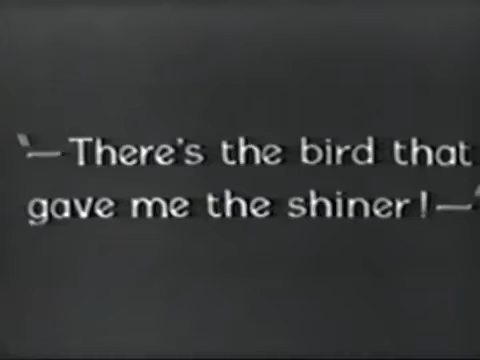 "—There's the bird that
gave me the shiner!—"